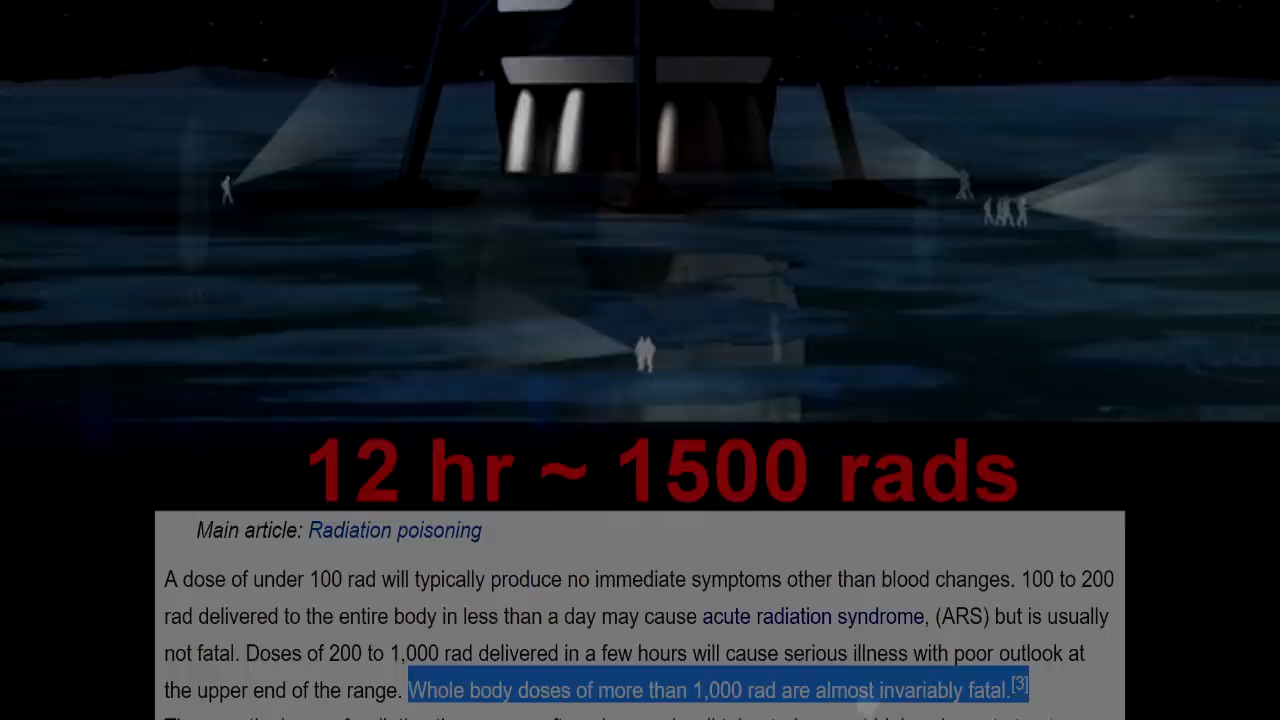 12 hr ~ 1500 rads
Main article: Radiation poisoning
A dose of under 100 rad will typically produce no immediate symptoms other than blood changes. 100 to 200
rad delivered to the entire body in less than a day may cause acute radiation syndrome, (ARS) but is usually
not fatal. Doses of 200 to 1,000 rad delivered in a few hours will cause serious illness with poor outlook at
the upper end of the range. Whole body doses of more than 1,000 rad are almost invariably fatal.[3]